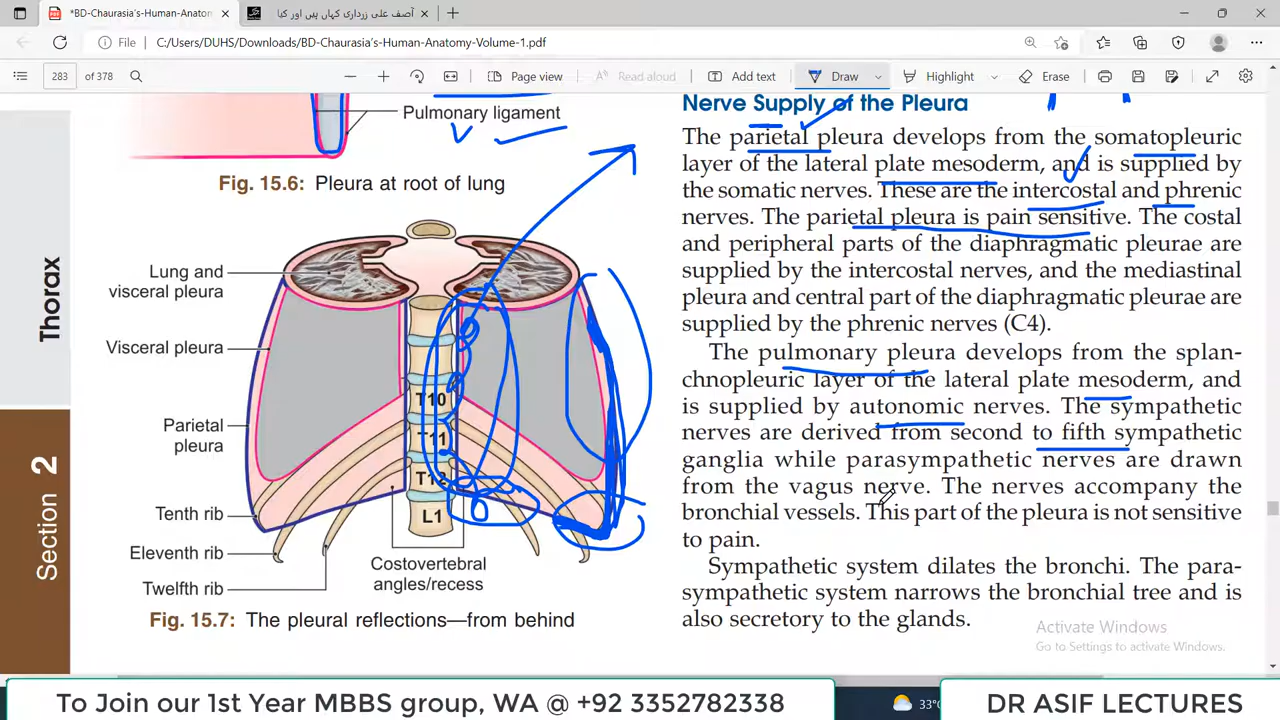 *BD-Chaurasia's-Human-Anatomy-
آصف علی زرداری کہاں ہیں اور کیا
File
C:/Users/DUHS/Downloads/BD-Chaurasia's-Human-Anatomy-Volume-1.pdf
283 of 378
Page view
Read aloud
Add text
Draw
Highlight
Erase
Thorax
Section 2
Pulmonary ligament
Fig. 15.6: Pleura at root of lung
Lung and
visceral pleura
Visceral pleura
Parietal
pleura
Tenth rib
Eleventh rib
Twelfth rib
T10
T11
T12
L1
Costovertebral
angles/recess
Fig. 15.7: The pleural reflections—from behind
Nerve Supply of the Pleura
The parietal pleura develops from the somatopleuric
layer of the lateral plate mesoderm, and is supplied by
the somatic nerves. These are the intercostal and phrenic
nerves. The parietal pleura is pain sensitive. The costal
and peripheral parts of the diaphragmatic pleurae are
supplied by the intercostal nerves, and the mediastinal
pleura and central part of the diaphragmatic pleurae are
supplied by the phrenic nerves (C4).
The pulmonary pleura develops from the splan-
chnopleuric layer of the lateral plate mesoderm, and
is supplied by autonomic nerves. The sympathetic
nerves are derived from second to fifth sympathetic
ganglia while parasympathetic nerves are drawn
from the vagus nerve. The nerves accompany the
bronchial vessels. This part of the pleura is not sensitive
to pain.
Sympathetic system dilates the bronchi. The para-
sympathetic system narrows the bronchial tree and is
also secretory to the glands.
Activate Windows
Go to Settings to activate Windows.
To Join our 1st Year MBBS group, WA @ +92 3352782338
33°
DR ASIF LECTURES